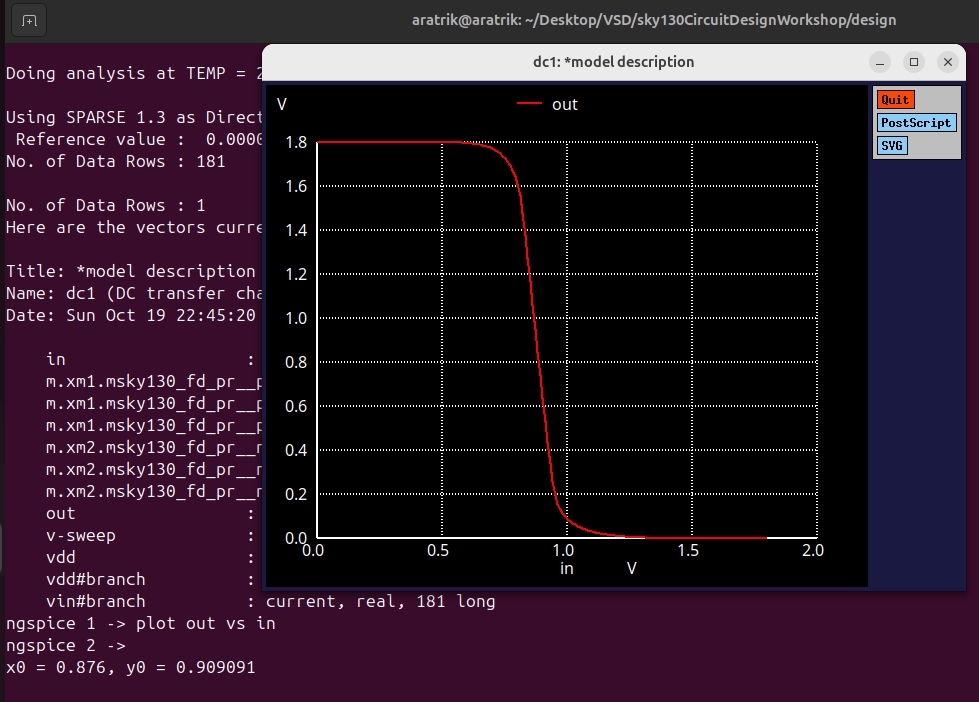 aratrik@aratrik: ~/Desktop/VSD/sky130CircuitDesignWorkshop/design
Doing analysis at TEMP = 2
Using SPARSE 1.3 as Direct
Reference value :  0.0000
No. of Data Rows : 181
No. of Data Rows : 1
Here are the vectors curre
Title: *model description
Name: dc1 (DC transfer cha
Date: Sun Oct 19 22:45:20
in                  :
m.xm1.msky130_fd_pr__p
m.xm1.msky130_fd_pr__p
m.xm1.msky130_fd_pr__p
m.xm2.msky130_fd_pr__n
m.xm2.msky130_fd_pr__n
m.xm2.msky130_fd_pr__n
out                 :
v-sweep             :
vdd                 :
vdd#branch          :
vin#branch          : current, real, 181 long
ngspice 1 -> plot out vs in
ngspice 2 ->
x0 = 0.876, y0 = 0.909091
dc1: *model description
Quit
PostScript
SVG
V
out
1.8
1.6
1.4
1.2
1.0
0.8
0.6
0.4
0.2
0.0
0.0 0.5 1.0 1.5 2.0
in V